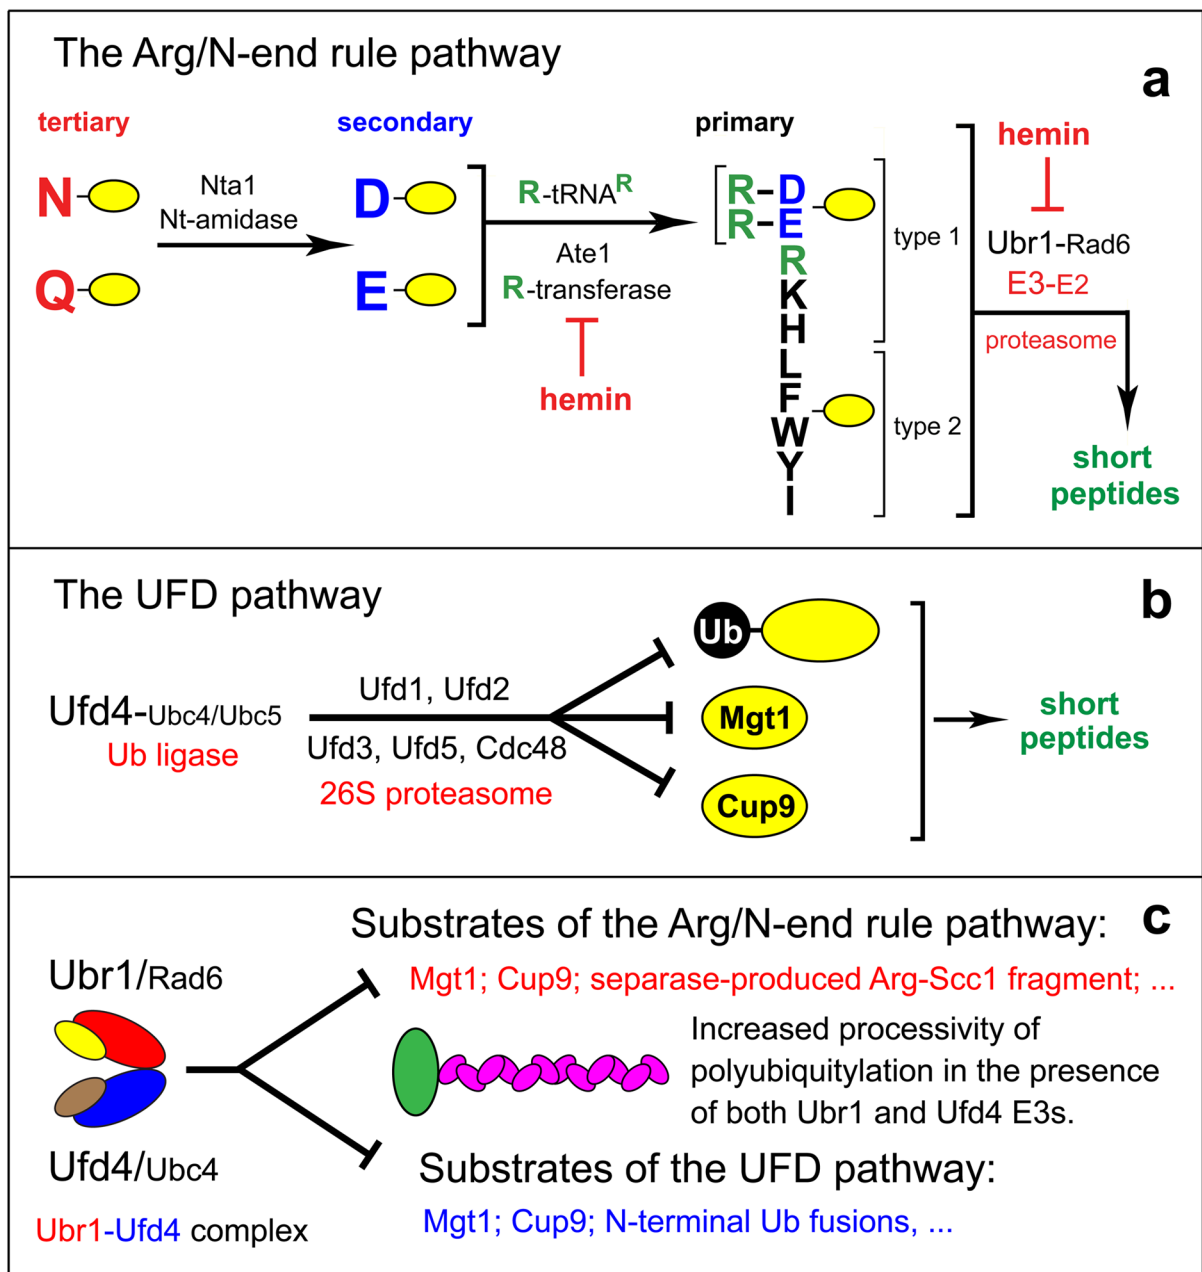 The Arg/N-end rule pathway
a
tertiary
secondary
primary
hemin
N
Q
Nta1
Nt-amidase
D
E
R-tRNAR
Ate1
R-transferase
hemin
R-D
R-E
R
K
H
L
F
W
Y
I
type 1
type 2
Ubr1-Rad6
E3-E2
proteasome
short
peptides
The UFD pathway
b
Ufd4-Ubc4/Ubc5
Ub ligase
Ufd1, Ufd2
Ufd3, Ufd5, Cdc48
26S proteasome
Ub
Mgt1
Cup9
short
peptides
c
Substrates of the Arg/N-end rule pathway:
Ubr1/Rad6
Mgt1; Cup9; separase-produced Arg-Scc1 fragment; ...
Increased processivity of
polyubiquitylation in the presence
of both Ubr1 and Ufd4 E3s.
Ufd4/Ubc4
Substrates of the UFD pathway:
Ubr1-Ufd4 complex
Mgt1; Cup9; N-terminal Ub fusions, ...